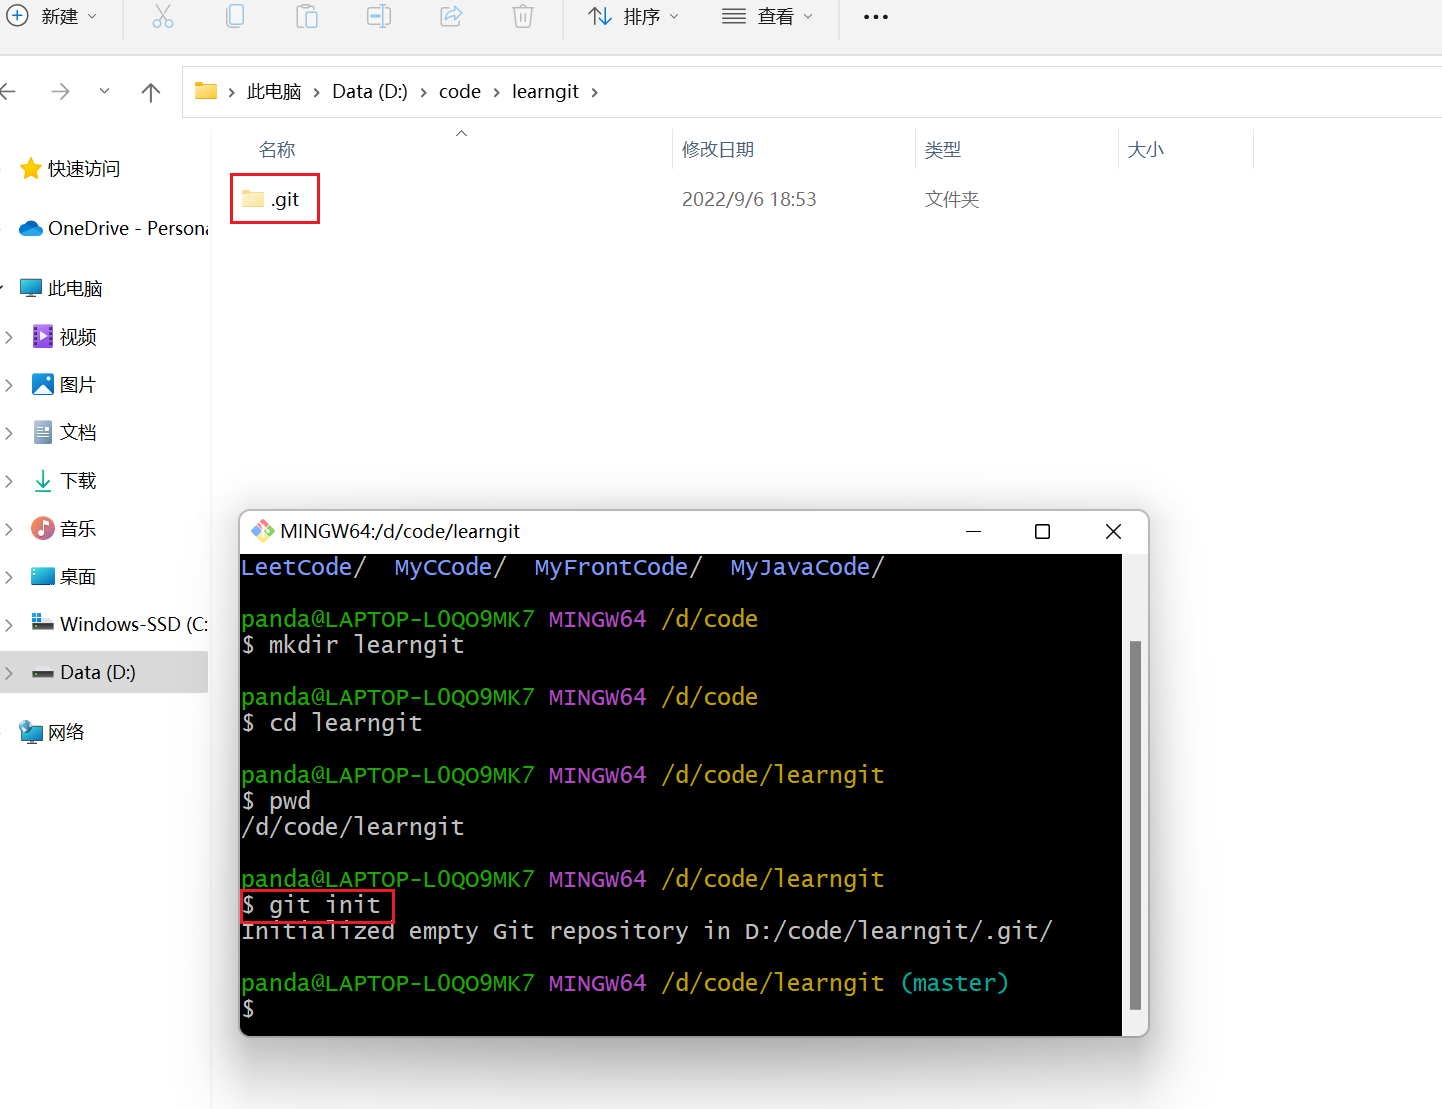 新建 排序 查看
此电脑 Data (D:) code learngit
名称 修改日期 类型 大小
.git 2022/9/6 18:53 文件夹
快速访问
OneDrive - Persona
此电脑
视频
图片
文档
下载
音乐
桌面
Windows-SSD (C:
Data (D:)
网络
MINGW64:/d/code/learngit
LeetCode/ MyCCode/ MyFrontCode/ MyJavaCode/
panda@LAPTOP-L0QO9MK7 MINGW64 /d/code
$ mkdir learngit
panda@LAPTOP-L0QO9MK7 MINGW64 /d/code
$ cd learngit
panda@LAPTOP-L0QO9MK7 MINGW64 /d/code/learngit
$ pwd
/d/code/learngit
panda@LAPTOP-L0QO9MK7 MINGW64 /d/code/learngit
$ git init
Initialized empty Git repository in D:/code/learngit/.git/
panda@LAPTOP-L0QO9MK7 MINGW64 /d/code/learngit (master)
$